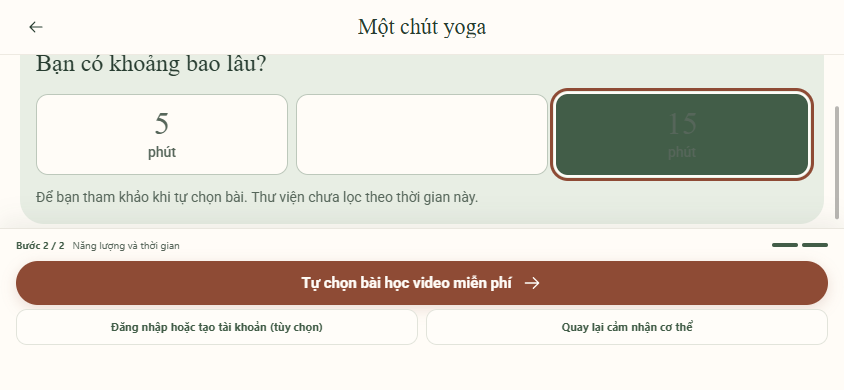 Một chút yoga
Bạn có khoảng bao lâu?
5
phút
15
phút
Để bạn tham khảo khi tự chọn bài. Thư viện chưa lọc theo thời gian này.
Bước 2 / 2 Năng lượng và thời gian
Tự chọn bài học video miễn phí
Đăng nhập hoặc tạo tài khoản (tùy chọn)
Quay lại cảm nhận cơ thể